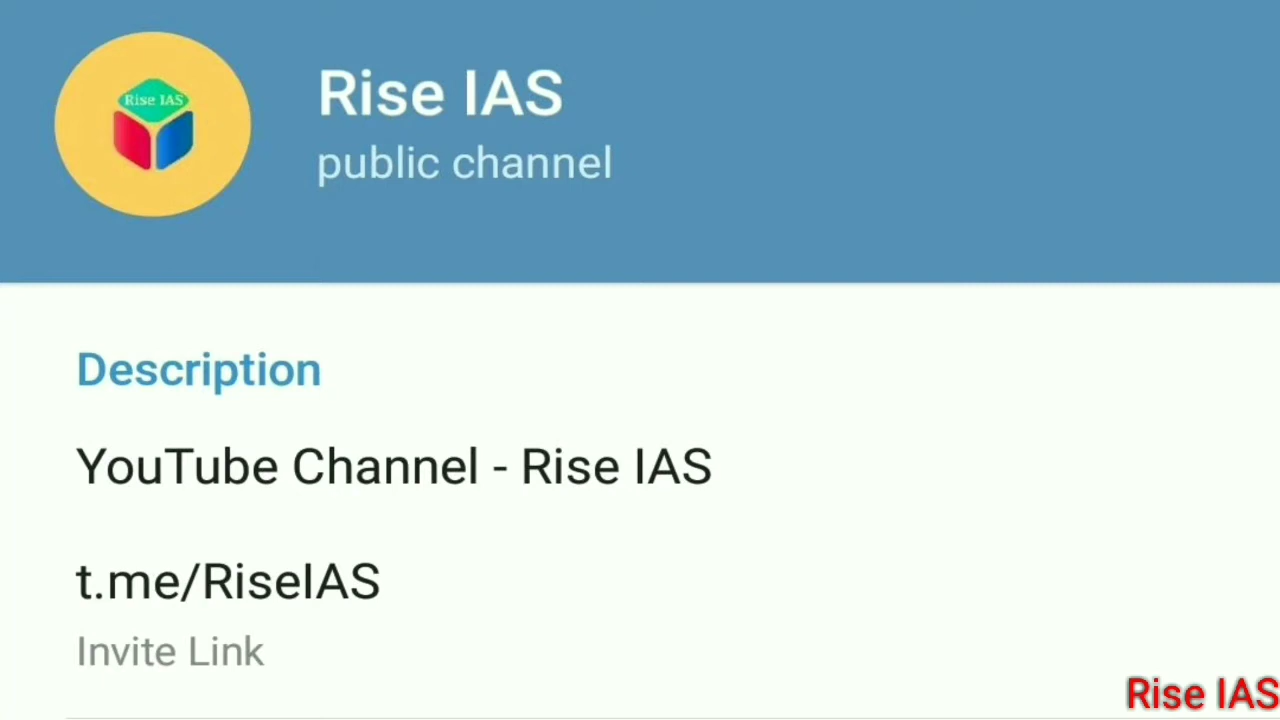 Rise IAS
Rise IAS
public channel
Description
YouTube Channel - Rise IAS
t.me/RiseIAS
Invite Link
Rise IAS